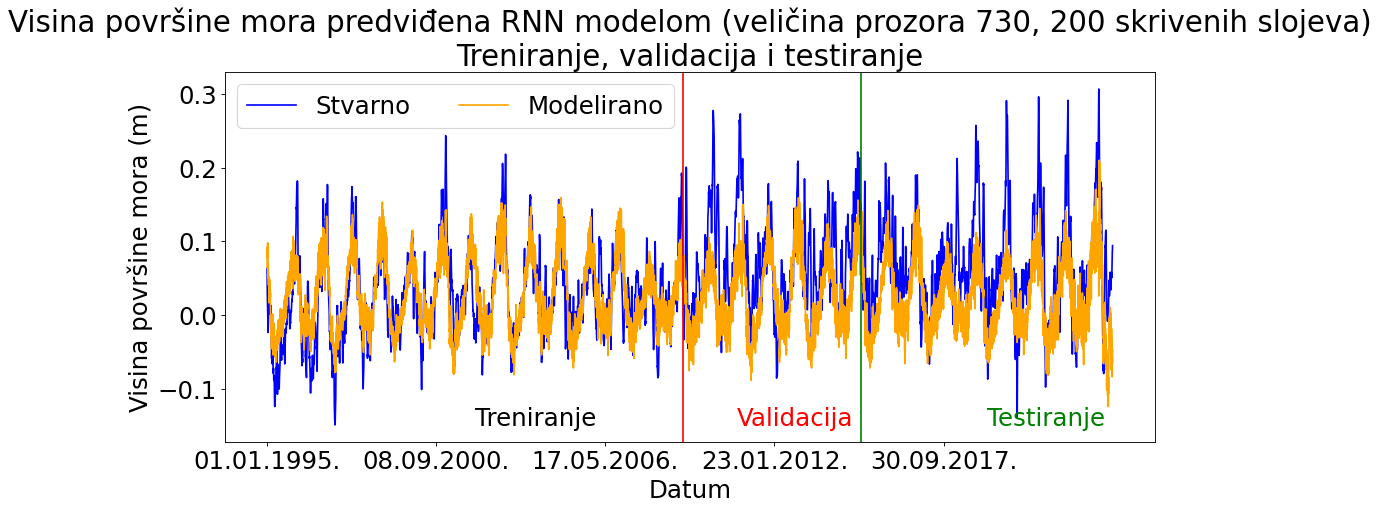 Visina površine mora predviđena RNN modelom (veličina prozora 730, 200 skrivenih slojeva)
Treniranje, validacija i testiranje
Stvarno Modelirano
Visina površine mora (m)
0.3
0.2
0.1
0.0
−0.1
Treniranje Validacija Testiranje
01.01.1995. 08.09.2000. 17.05.2006. 23.01.2012. 30.09.2017.
Datum